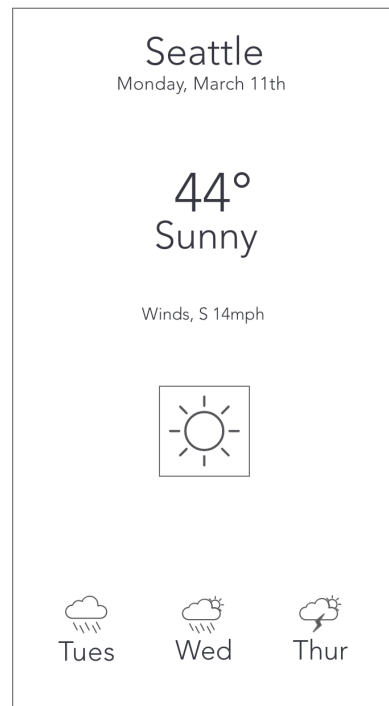 Seattle
Monday, March 11th
44°
Sunny
Winds, S 14mph
Tues Wed Thur